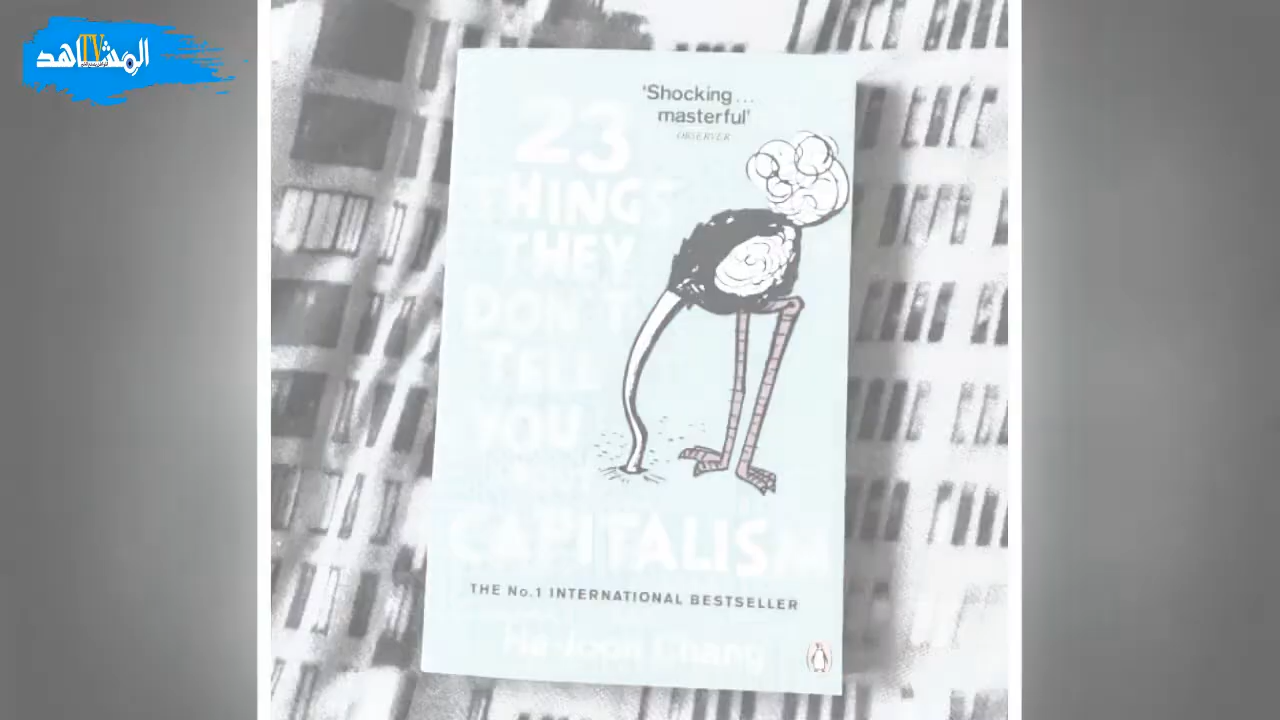 المشاهد
TV
'Shocking...
masterful'
OBSERVER
23
THINGS
THEY
DON'T
TELL
YOU
CAPITALISM
THE No.1 INTERNATIONAL BESTSELLER
Ha-Joon Chang